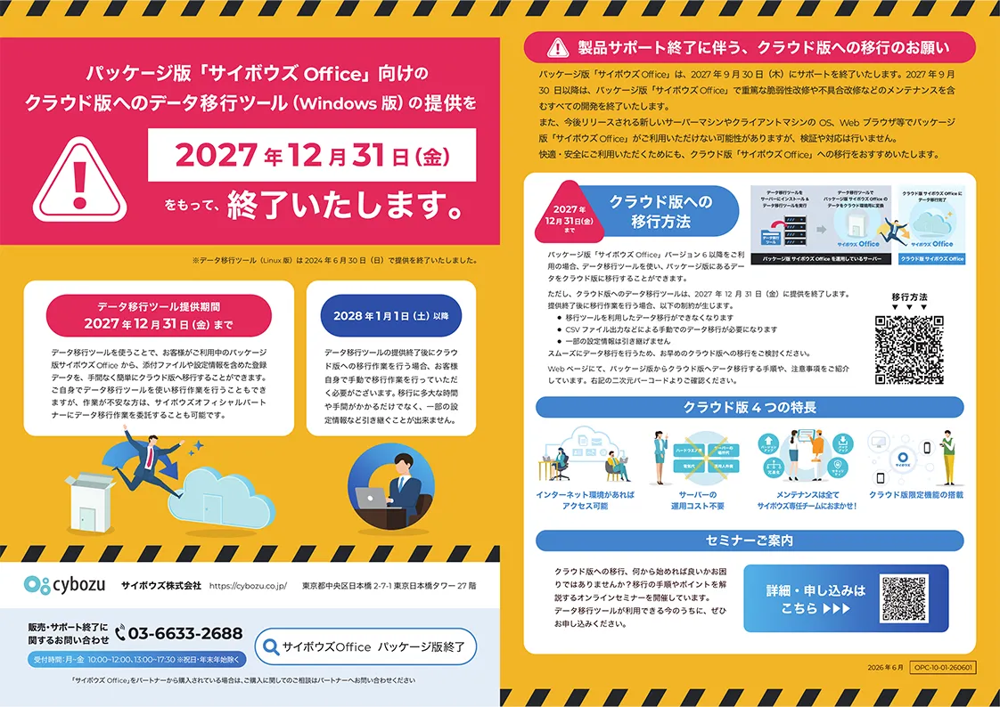 パッケージ版「サイボウズ Office」向けの
クラウド版へのデータ移行ツール（Windows 版）の提供を
2027年12月31日（金）
をもって、終了いたします。
※データ移行ツール（Linux 版）は 2024 年 6 月 30 日（日）で提供を終了いたしました。
データ移行ツール提供期間
2027 年 12 月 31 日（金）まで
データ移行ツールを使うことで、お客様がご利用中のパッケージ
版サイボウズ Office から、添付ファイルや設定情報を含めた登録
データを、手間なく簡単にクラウド版へ移行することができます。
ご自身でデータ移行ツールを使い移行作業を行うこともでき
ますが、作業が不安な方は、サイボウズオフィシャルパート
ナーにデータ移行作業を委託することも可能です。
2028 年 1 月 1 日（土）以降
データ移行ツールの提供終了後にクラウ
ド版への移行作業を行う場合、お客様
自身で手動で移行作業を行っていただ
く必要がございます。移行に多大な時間
や手間がかかるだけでなく、一部の設
定情報など引き継ぐことが出来ません。
cybozu
サイボウズ株式会社
https://cybozu.co.jp/
東京都中央区日本橋 2-7-1 東京日本橋タワー 27 階
販売・サポート終了に
関するお問い合わせ
03-6633-2688
受付時間：月~金 10:00~12:00、13:00~17:30 ※祝日・年末年始除く
サイボウズOffice パッケージ版終了
「サイボウズ Office」をパートナーから購入されている場合は、ご購入に関してのご相談はパートナーへお問い合わせください
製品サポート終了に伴う、クラウド版への移行のお願い
パッケージ版「サイボウズ Office」は、2027 年 9 月 30 日（木）にサポートを終了いたします。2027 年 9 月
30 日以降は、パッケージ版「サイボウズ Office」で重篤な脆弱性改修や不具合改修などのメンテナンスを含
むすべての開発を終了いたします。
また、今後リリースされる新しいサーバーマシンやクライアントマシンの OS、Web ブラウザ等でパッケージ
版「サイボウズ Office」がご利用いただけない可能性がありますが、検証や対応は行いません。
快適・安全にご利用いただくためにも、クラウド版「サイボウズ Office」への移行をおすすめいたします。
2027 年
12 月 31 日（金）
まで
クラウド版への
移行方法
データ移行ツールを
サーバーにインストール&
データ移行ツールを実行
データ移行
ツール
データ移行ツールで
パッケージ版 サイボウズ Office の
データをクラウド環境用に変換
サイボウズ Office
パッケージ版 サイボウズ Office を運用しているサーバー
クラウド版 サイボウズ Office に
データ移行完了
サイボウズ Office
クラウド版 サイボウズ Office
パッケージ版「サイボウズ Office」バージョン 6 以降をご利
用の場合、データ移行ツールを使い、パッケージ版にあるデー
タをクラウド版に移行することができます。
ただし、クラウド版へのデータ移行ツールは、2027 年 12 月 31 日（金）に提供を終了します。
提供終了後に移行作業を行う場合、以下の制約が生じます。
● 移行ツールを利用したデータ移行ができなくなります
● CSV ファイル出力などによる手動でのデータ移行が必要になります
● 一部の設定情報は引き継げません
スムーズにデータ移行を行うため、お早めのクラウド版への移行をご検討ください。
Web ページにて、パッケージ版からクラウド版へデータ移行する手順や、注意事項をご紹介
しています。右記の二次元バーコードよりご確認ください。
移行方法
▼ ▼ ▼
クラウド版 4 つの特長
インターネット環境があれば
アクセス可能
ハードウエア費
サーバーの
場所代
電気代
運用人件費
サーバーの
運用コスト不要
バージョン
アップ
バック
アップ
冗長化
セキュリ
ティ
メンテナンスは全て
サイボウズ専任チームにおまかせ！
サイボウズ
クラウド版限定機能の搭載
セミナーご案内
クラウド版への移行、何から始めれば良いかお困
りではありませんか？移行の手順やポイントを解
説するオンラインセミナーを開催しています。
データ移行ツールが利用できる今のうちに、ぜひ
お申し込みください。
詳細・申し込みは
こちら ▶▶▶
2026 年 6 月
OPC-10-01-260601